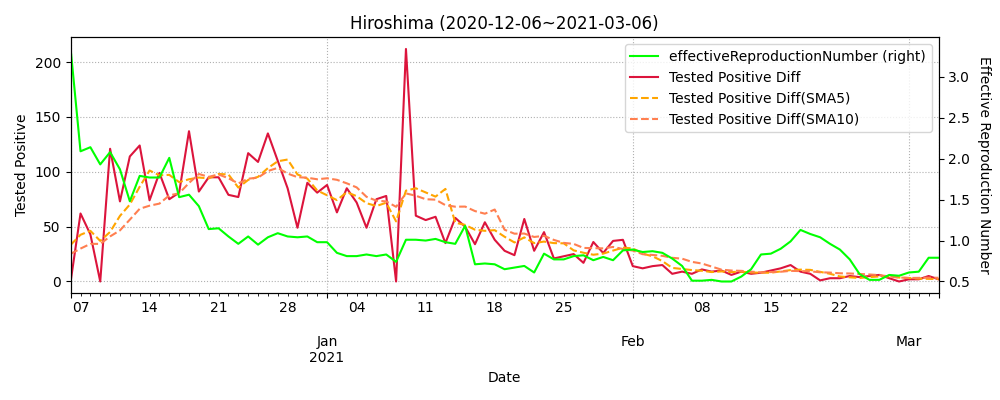 Hiroshima (2020-12-06~2021-03-06)
effectiveReproductionNumber (right)
Tested Positive Diff
Tested Positive Diff(SMA5)
Tested Positive Diff(SMA10)
Tested Positive
200
150
100
50
0
Effective Reproduction Number
3.0
2.5
2.0
1.5
1.0
0.5
07 14 21 28 04 11 18 25 08 15 22
Jan Feb Mar
2021
Date